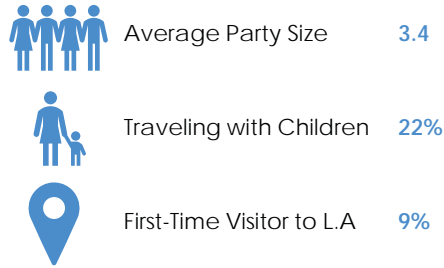 Average Party Size 3.4
Traveling with Children 22%
First-Time Visitor to L.A 9%